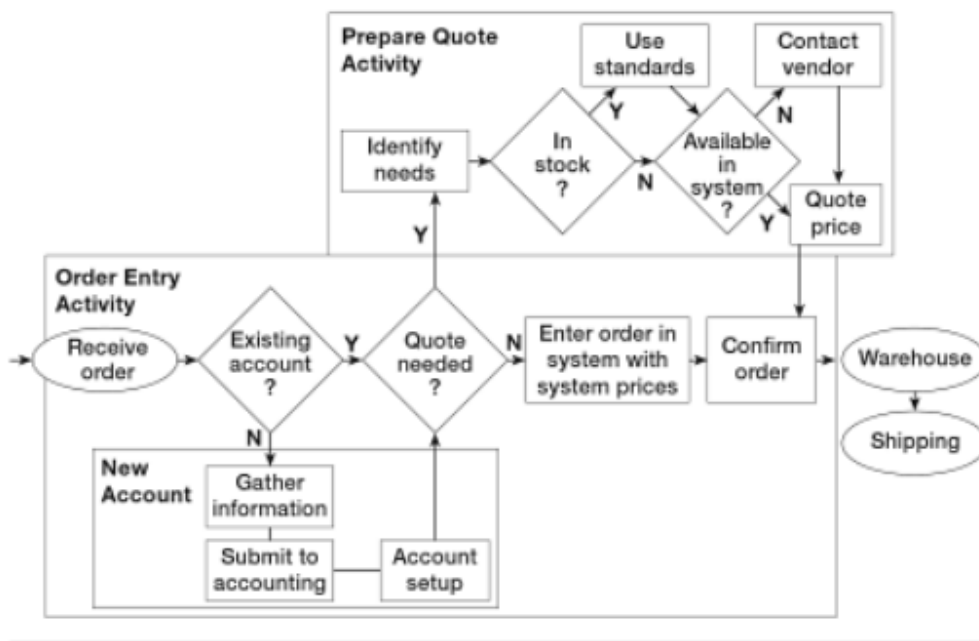 Prepare Quote
Activity
Use
standards
Contact
vendor
Y
N
Identify
needs
In
stock
?
N
Available
in
system
?
Y
Quote
price
Y
Order Entry
Activity
Receive
order
Existing
account
?
Y
Quote
needed
?
N
Enter order in
system with
system prices
Confirm
order
Warehouse
Shipping
N
New
Account
Gather
information
Submit to
accounting
Account
setup